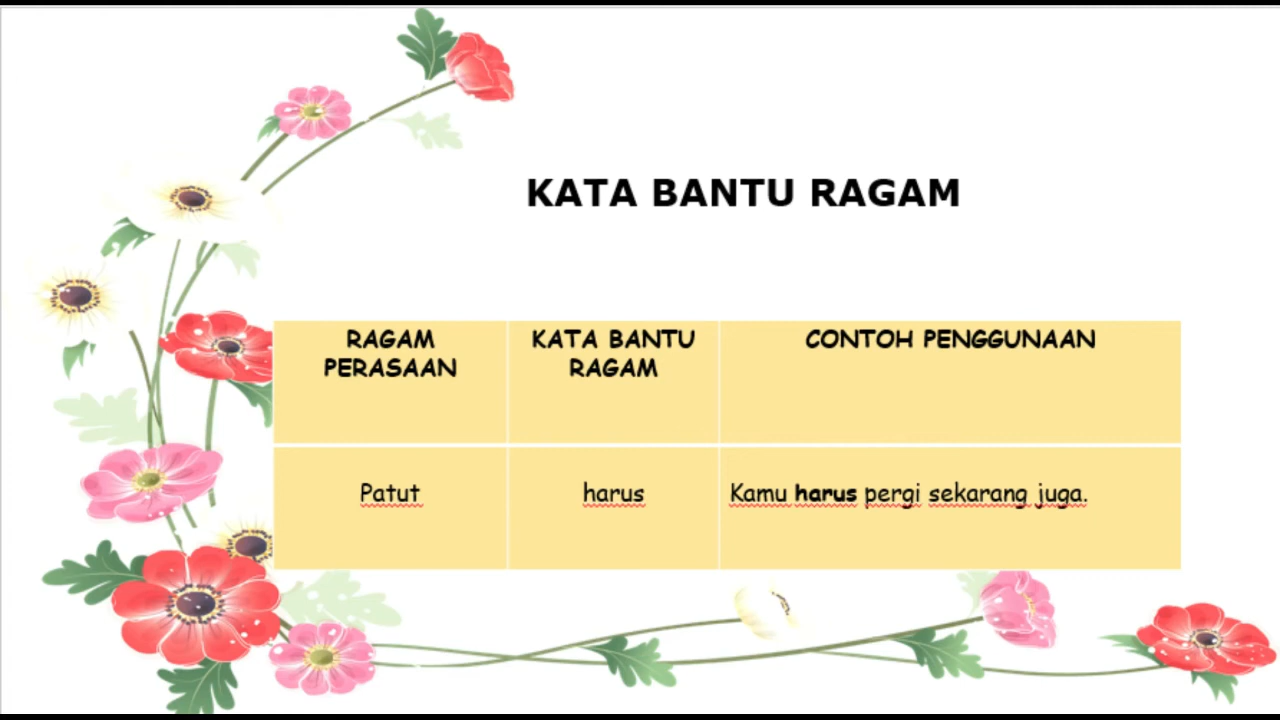 KATA BANTU RAGAM
RAGAM
PERASAAN
KATA BANTU
RAGAM
CONTOH PENGGUNAAN
Patut
harus
Kamu harus pergi sekarang juga.